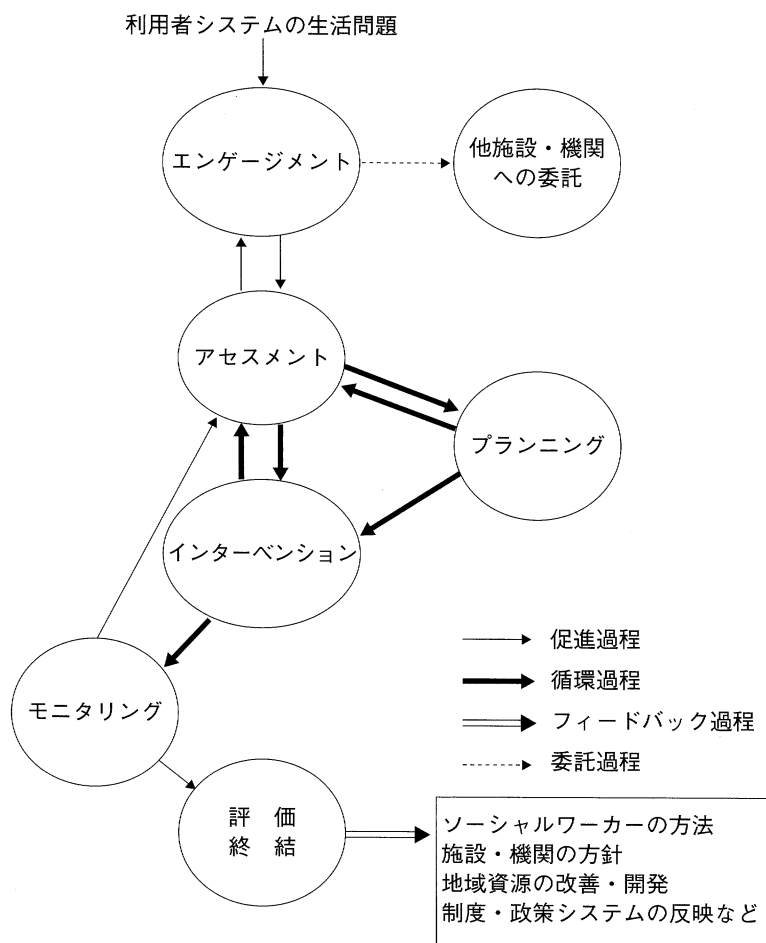 利用者システムの生活問題
エンゲージメント
他施設・機関
への委託
アセスメント
プランニング
インターベンション
モニタリング
促進過程
循環過程
フィードバック過程
委託過程
評　価
終　結
ソーシャルワーカーの方法
施設・機関の方針
地域資源の改善・開発
制度・政策システムの反映など